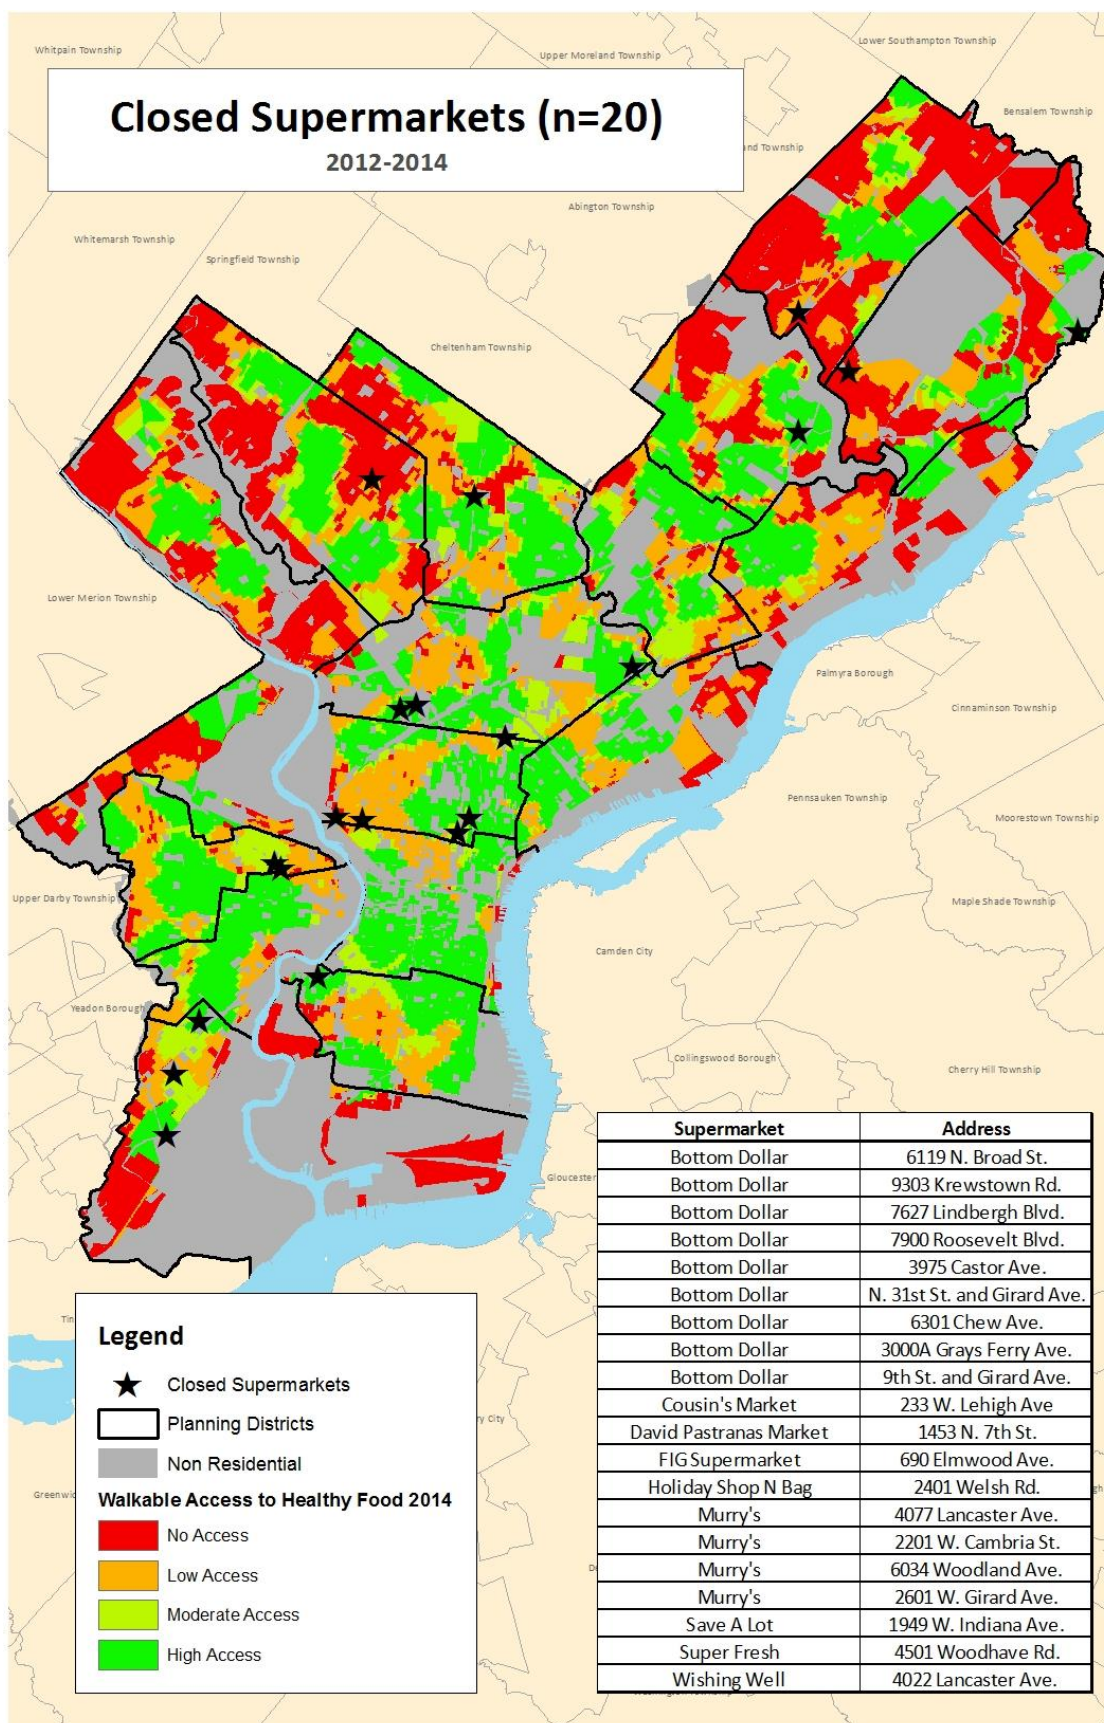 Whitpain Township
Upper Moreland Township
Lower Southampton Township
Bensalem Township
Closed Supermarkets (n=20)
2012-2014
and Township
Abington Township
Whitemarsh Township
Springfield Township
Cheltenham Township
Lower Merion Township
Palmyra Borough
Cinnaminson Township
Pennsauken Township
Moorestown Township
Upper Darby Township
Maple Shade Township
Camden City
Yeadon Borough
Collingswood Borough
Cherry Hill Township
Gloucester
Supermarket Address
Bottom Dollar 6119 N. Broad St.
Bottom Dollar 9303 Krewstown Rd.
Bottom Dollar 7627 Lindbergh Blvd.
Bottom Dollar 7900 Roosevelt Blvd.
Bottom Dollar 3975 Castor Ave.
Bottom Dollar N. 31st St. and Girard Ave.
Bottom Dollar 6301 Chew Ave.
Bottom Dollar 3000A Grays Ferry Ave.
Bottom Dollar 9th St. and Girard Ave.
Cousin's Market 233 W. Lehigh Ave
David Pastranas Market 1453 N. 7th St.
FIG Supermarket 690 Elmwood Ave.
Holiday Shop N Bag 2401 Welsh Rd.
Murry's 4077 Lancaster Ave.
Murry's 2201 W. Cambria St.
Murry's 6034 Woodland Ave.
Murry's 2601 W. Girard Ave.
Save A Lot 1949 W. Indiana Ave.
Super Fresh 4501 Woodhave Rd.
Wishing Well 4022 Lancaster Ave.
Tin
Legend
Closed Supermarkets
Planning Districts
Non Residential
Walkable Access to Healthy Food 2014
No Access
Low Access
Moderate Access
High Access
ry City
Greenwi